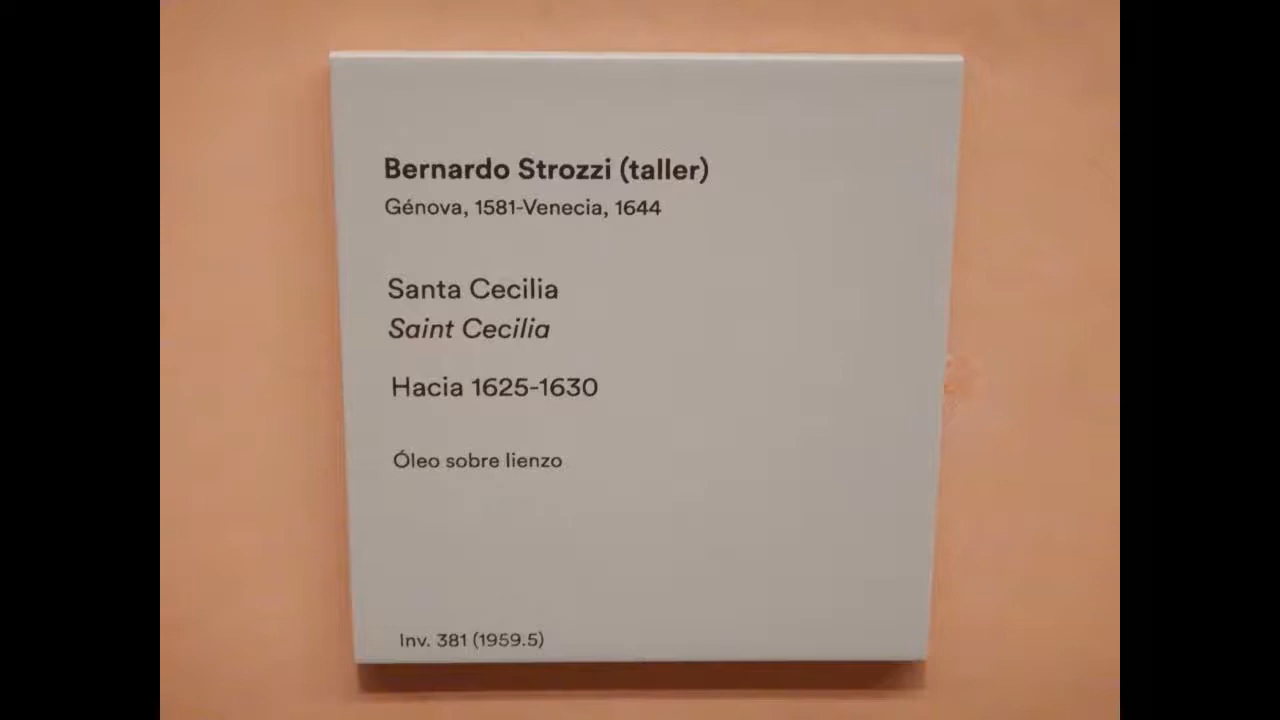 Bernardo Strozzi (taller)
Génova, 1581-Venecia, 1644
Santa Cecilia
Saint Cecilia
Hacia 1625-1630
Óleo sobre lienzo
Inv. 381 (1959.5)